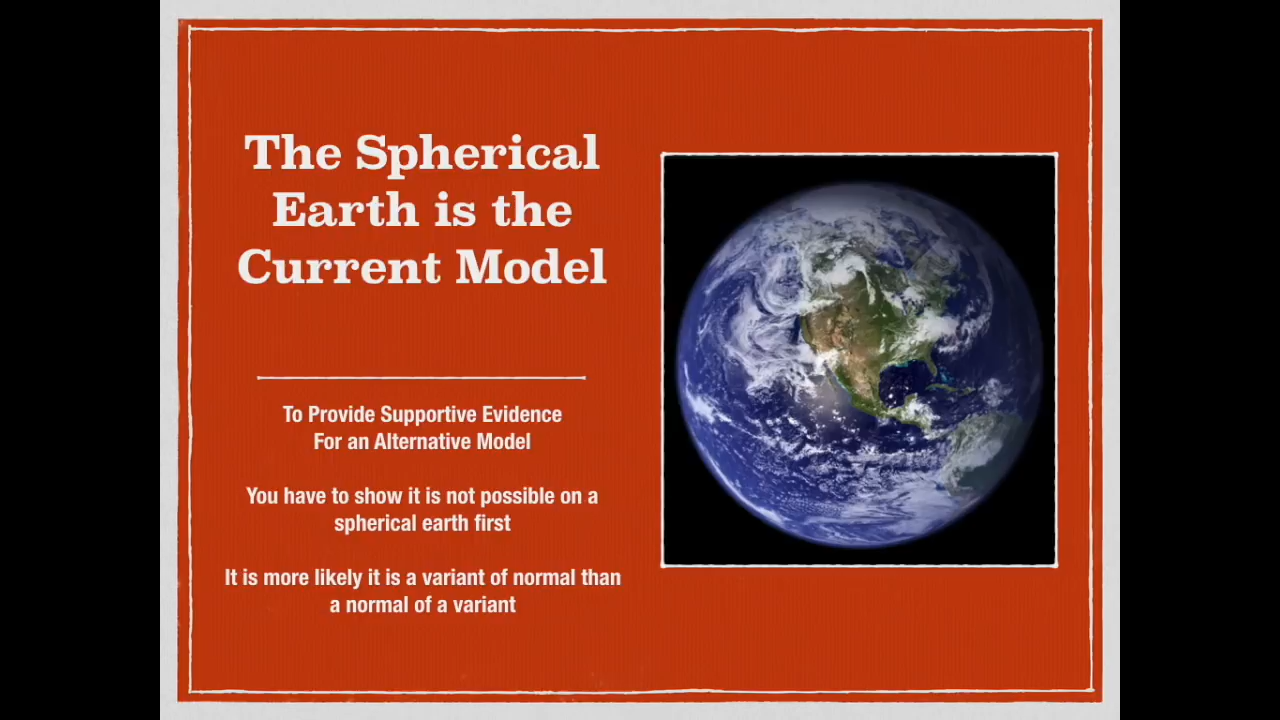 The Spherical
Earth is the
Current Model
To Provide Supportive Evidence
For an Alternative Model
You have to show it is not possible on a
spherical earth first
It is more likely it is a variant of normal than
a normal of a variant